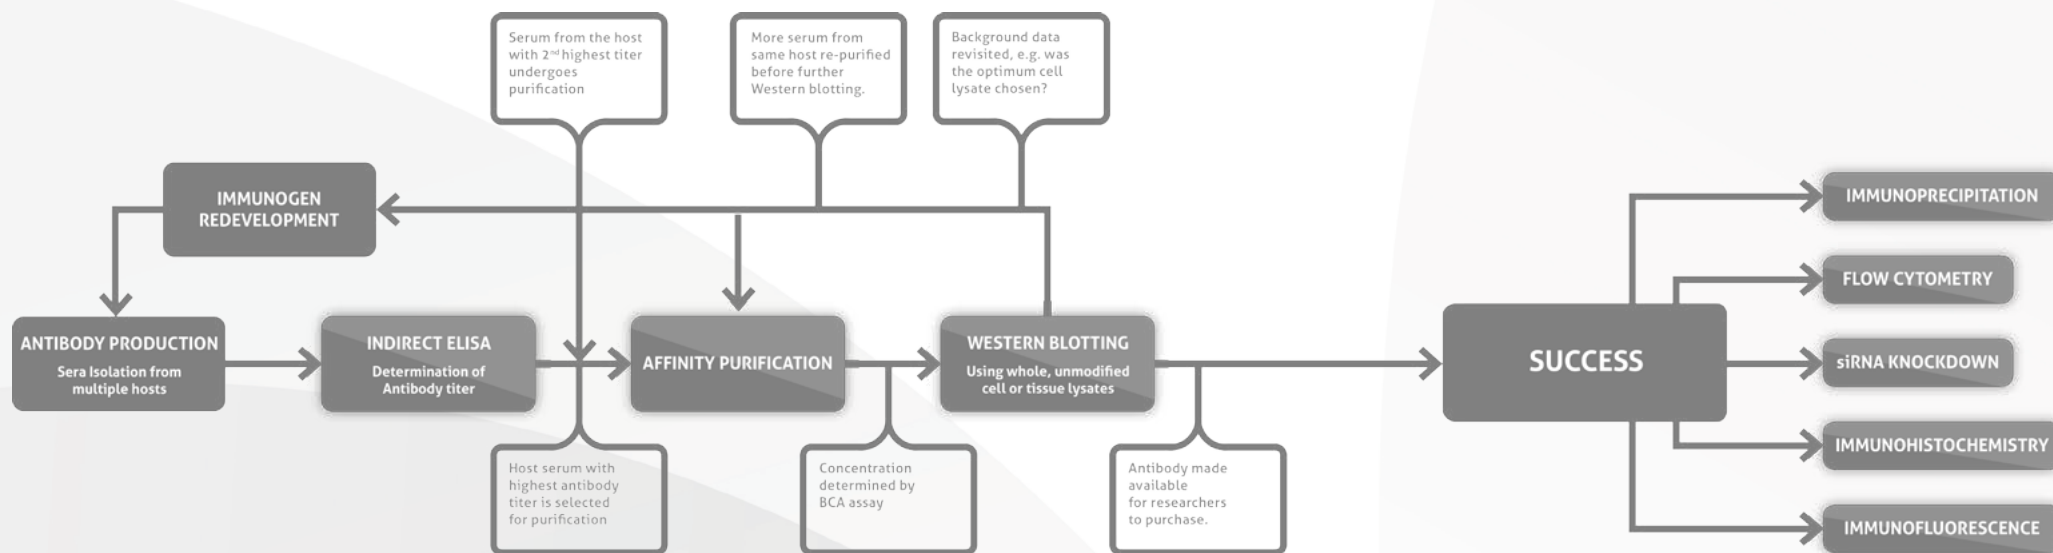 Serum from the host
with 2nd highest titer
undergoes
purification
More serum from
same host re-purified
before further
Western blotting.
Background data
revisited, e.g. was
the optimum cell
lysate chosen?
IMMUNOGEN
REDEVELOPMENT
ANTIBODY PRODUCTION
Sera Isolation from
multiple hosts
INDIRECT ELISA
Determination of
Antibody titer
AFFINITY PURIFICATION
WESTERN BLOTTING
Using whole, unmodified
cell or tissue lysates
SUCCESS
Host serum with
highest antibody
titer is selected
for purification
Concentration
determined by
BCA assay
Antibody made
available
for researchers
to purchase.
IMMUNOPRECIPITATION
FLOW CYTOMETRY
siRNA KNOCKDOWN
IMMUNOHISTOCHEMISTRY
IMMUNOFLUORESCENCE